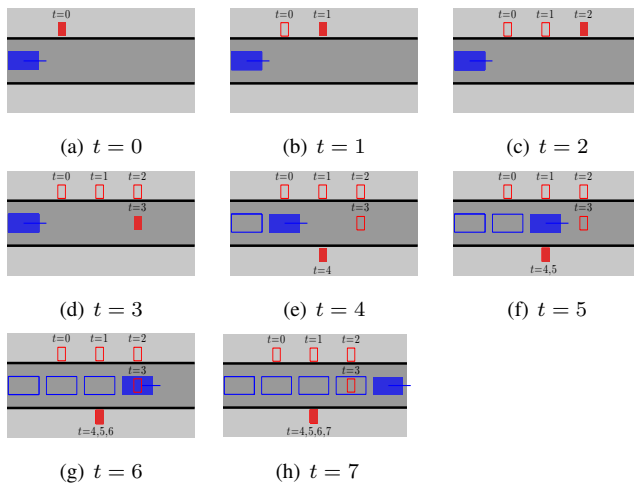 t=0
(a) t = 0
t=0 t=1
(b) t = 1
t=0 t=1 t=2
(c) t = 2
t=0 t=1 t=2
t=3
(d) t = 3
t=0 t=1 t=2
t=3
t=4
(e) t = 4
t=0 t=1 t=2
t=3
t=4,5
(f) t = 5
t=0 t=1 t=2
t=3
t=4,5,6
(g) t = 6
t=0 t=1 t=2
t=3
t=4,5,6,7
(h) t = 7